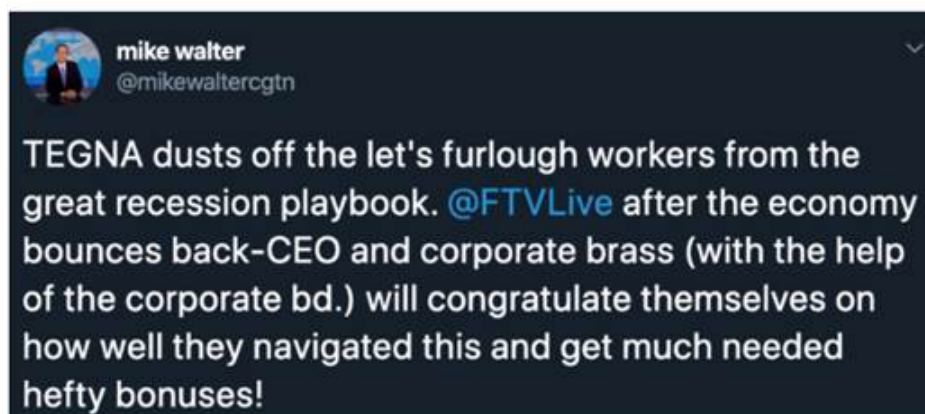 mike walter
@mikewaltercgtn
TEGNA dusts off the let's furlough workers from the
great recession playbook. @FTVLive after the economy
bounces back-CEO and corporate brass (with the help
of the corporate bd.) will congratulate themselves on
how well they navigated this and get much needed
hefty bonuses!